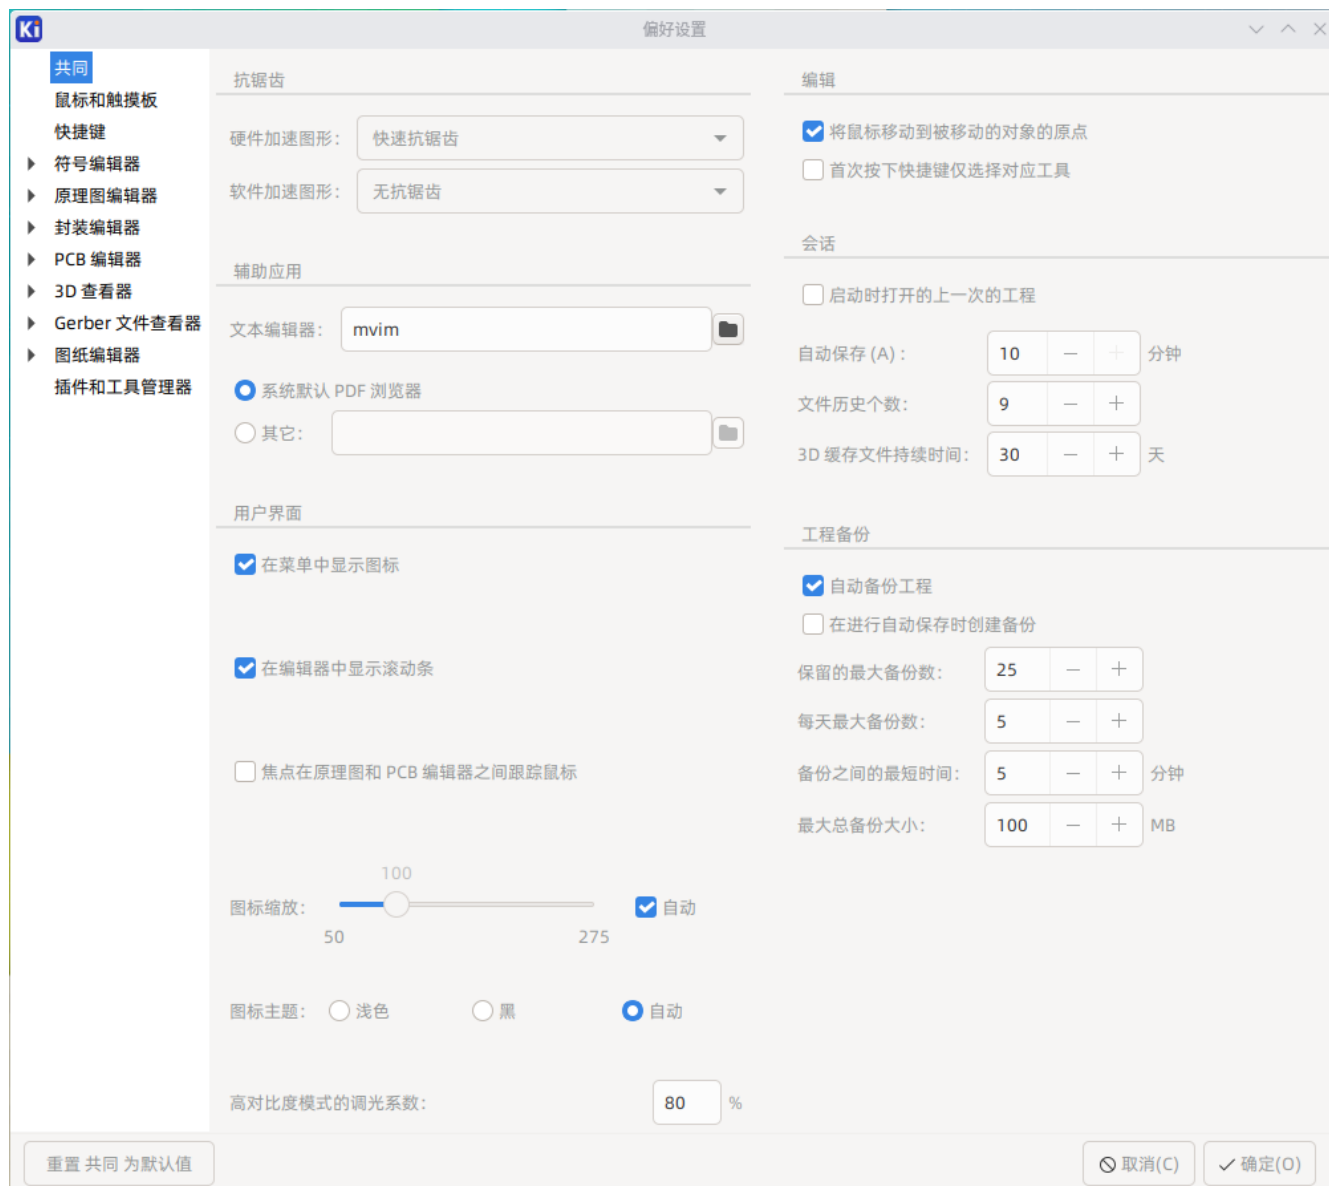 Ki
偏好设置
共同
鼠标和触摸板
快捷键
符号编辑器
原理图编辑器
封装编辑器
PCB 编辑器
3D 查看器
Gerber 文件查看器
图纸编辑器
插件和工具管理器
抗锯齿
硬件加速图形：
快速抗锯齿
软件加速图形：
无抗锯齿
辅助应用
文本编辑器：
mvim
系统默认 PDF 浏览器
其它：
用户界面
在菜单中显示图标
在编辑器中显示滚动条
焦点在原理图和 PCB 编辑器之间跟踪鼠标
100
图标缩放：
自动
50
275
图标主题：
浅色
黑
自动
高对比度模式的调光系数：
80
%
编辑
将鼠标移动到被移动的对象的原点
首次按下快捷键仅选择对应工具
会话
启动时打开的上一次的工程
自动保存 (A)：
10
分钟
文件历史个数：
9
3D 缓存文件持续时间：
30
天
工程备份
自动备份工程
在进行自动保存时创建备份
保留的最大备份数：
25
每天最大备份数：
5
备份之间的最短时间：
5
分钟
最大总备份大小：
100
MB
重置 共同 为默认值
取消(C)
确定(O)